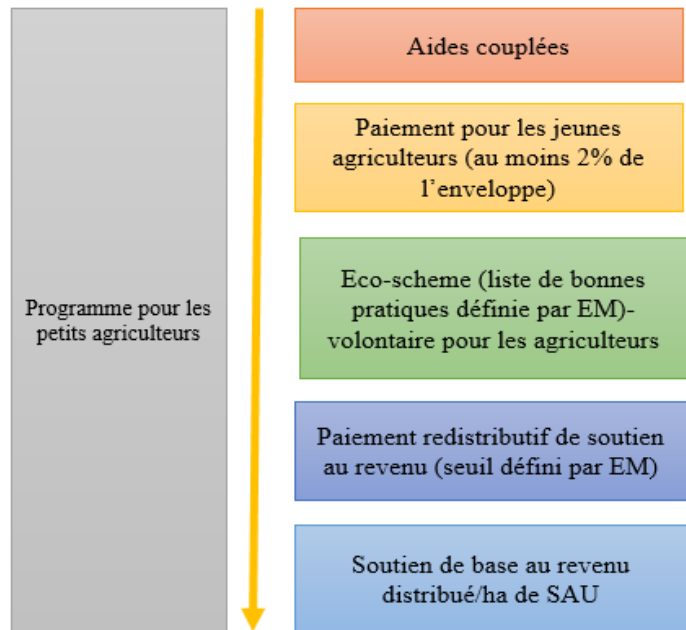 Programme pour les
petits agriculteurs
Aides couplées
Paiement pour les jeunes
agriculteurs (au moins 2% de
l’enveloppe)
Eco-scheme (liste de bonnes
pratiques définie par EM)-
volontaire pour les agriculteurs
Paiement redistributif de soutien
au revenu (seuil défini par EM)
Soutien de base au revenu
distribué/ha de SAU